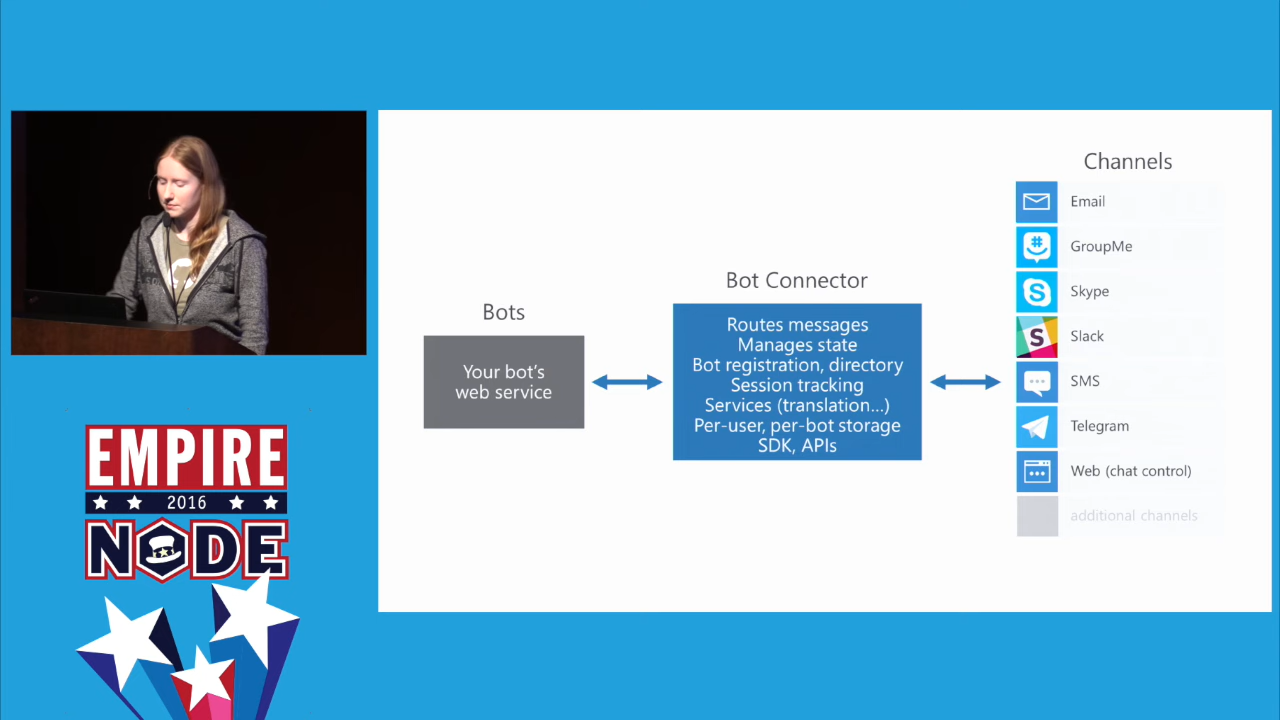 Channels
Email
GroupMe
Skype
Slack
SMS
Telegram
Web (chat control)
additional channels
Bot Connector
Routes messages
Manages state
Bot registration, directory
Session tracking
Services (translation...)
Per-user, per-bot storage
SDK, APIs
Bots
Your bot's
web service
EMPIRE
2016
NODE